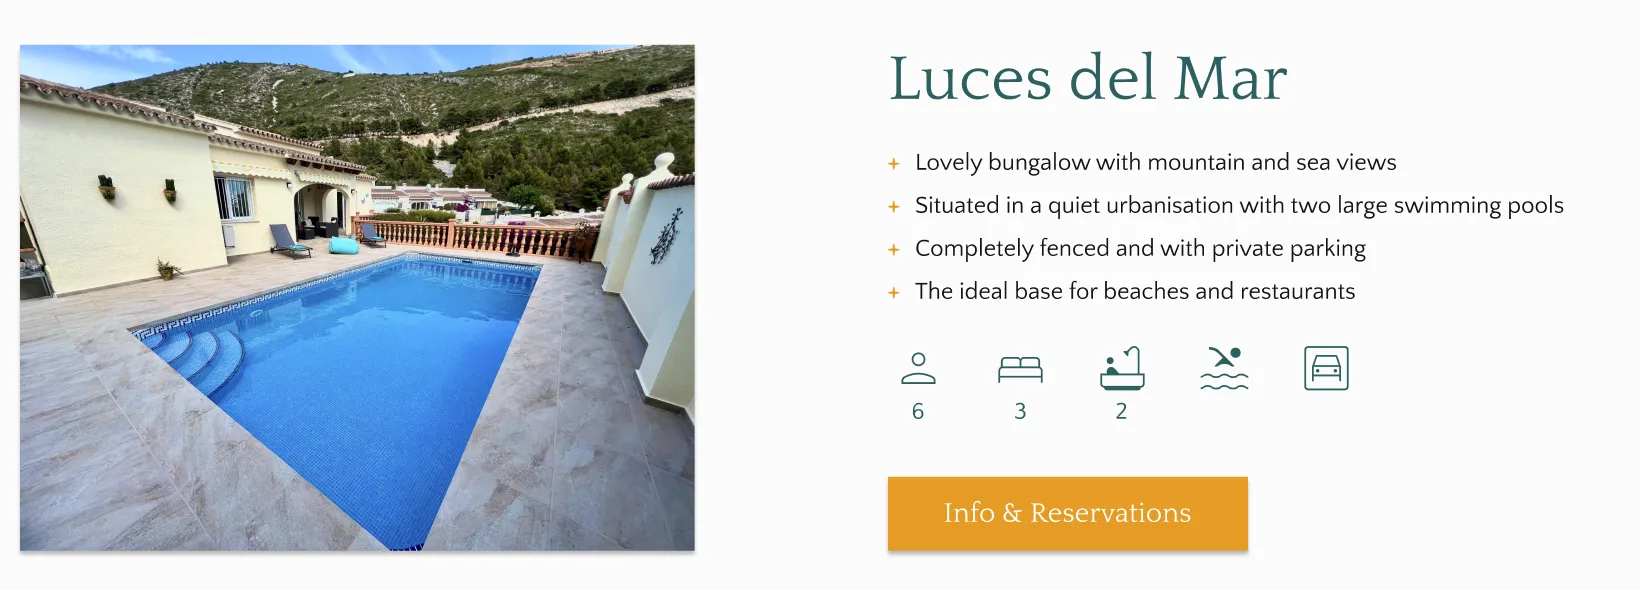 Luces del Mar
Lovely bungalow with mountain and sea views
Situated in a quiet urbanisation with two large swimming pools
Completely fenced and with private parking
The ideal base for beaches and restaurants
6 3 2
Info & Reservations